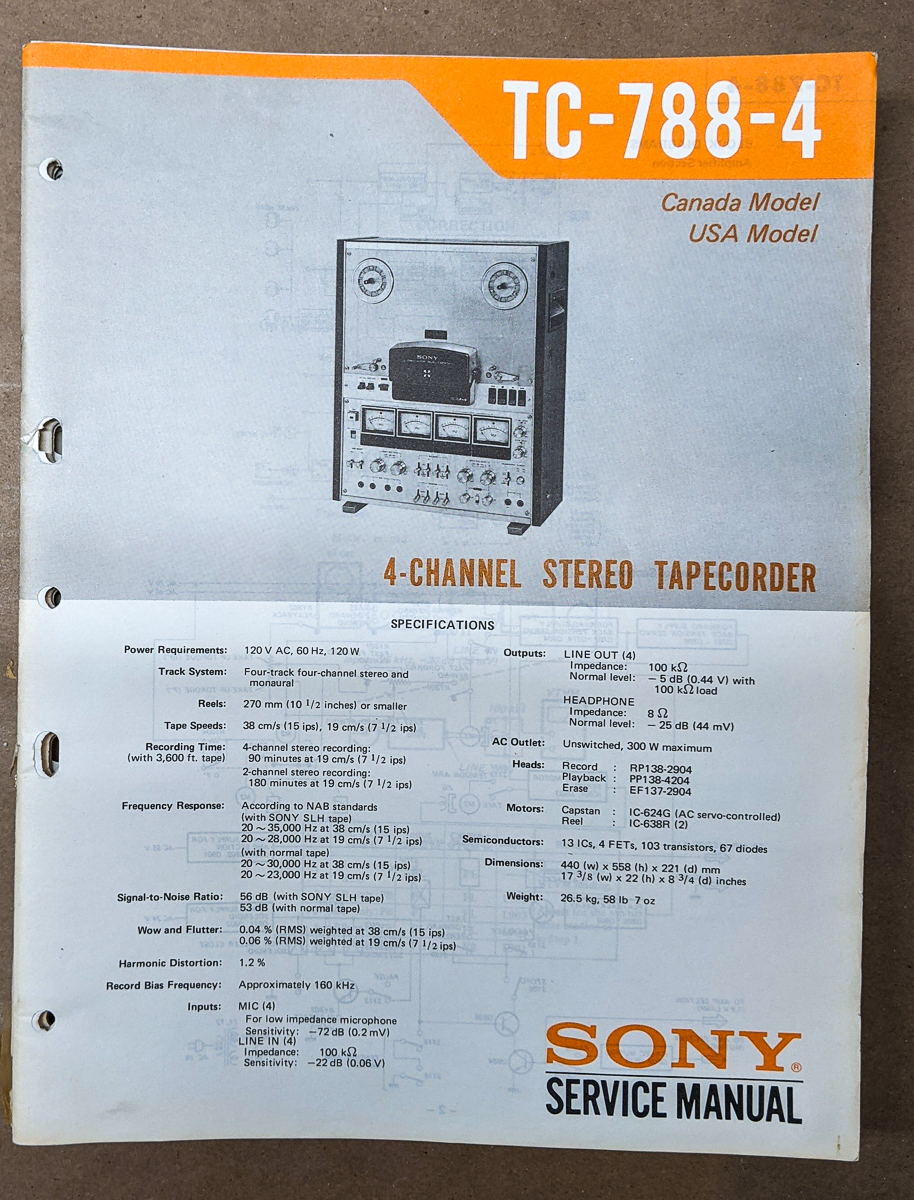 TC-788-4
Canada Model
USA Model
SONY
4-CHANNEL STEREO TAPECORDER
SPECIFICATIONS
Power Requirements: 120 V AC, 60 Hz, 120 W
Track System: Four-track four-channel stereo and
monaural
Reels: 270 mm (10 1/2 inches) or smaller
Tape Speeds: 38 cm/s (15 ips), 19 cm/s (7 1/2 ips)
Recording Time: 4-channel stereo recording:
(with 3,600 ft. tape) 90 minutes at 19 cm/s (7 1/2 ips)
2-channel stereo recording:
180 minutes at 19 cm/s (7 1/2 ips)
Frequency Response: According to NAB standards
(with SONY SLH tape)
20 ~ 35,000 Hz at 38 cm/s (15 ips)
20 ~ 28,000 Hz at 19 cm/s (7 1/2 ips)
(with normal tape)
20 ~ 30,000 Hz at 38 cm/s (15 ips)
20 ~ 23,000 Hz at 19 cm/s (7 1/2 ips)
Signal-to-Noise Ratio: 56 dB (with SONY SLH tape)
53 dB (with normal tape)
Wow and Flutter: 0.04 % (RMS) weighted at 38 cm/s (15 ips)
0.06 % (RMS) weighted at 19 cm/s (7 1/2 ips)
Harmonic Distortion: 1.2 %
Record Bias Frequency: Approximately 160 kHz
Inputs: MIC (4)
For low impedance microphone
Sensitivity: −72 dB (0.2 mV)
LINE IN (4)
Impedance: 100 kΩ
Sensitivity: −22 dB (0.06 V)
Outputs: LINE OUT (4)
Impedance: 100 kΩ
Normal level: − 5 dB (0.44 V) with
100 kΩ load
HEADPHONE
Impedance: 8 Ω
Normal level: − 25 dB (44 mV)
AC Outlet: Unswitched, 300 W maximum
Heads: Record : RP138-2904
Playback : PP138-4204
Erase : EF137-2904
Motors: Capstan : IC-624G (AC servo-controlled)
Reel : IC-638R (2)
Semiconductors: 13 ICs, 4 FETs, 103 transistors, 67 diodes
Dimensions: 440 (w) x 558 (h) x 221 (d) mm
17 3/8 (w) x 22 (h) x 8 3/4 (d) inches
Weight: 26.5 kg, 58 lb 7 oz
SONY®
SERVICE MANUAL